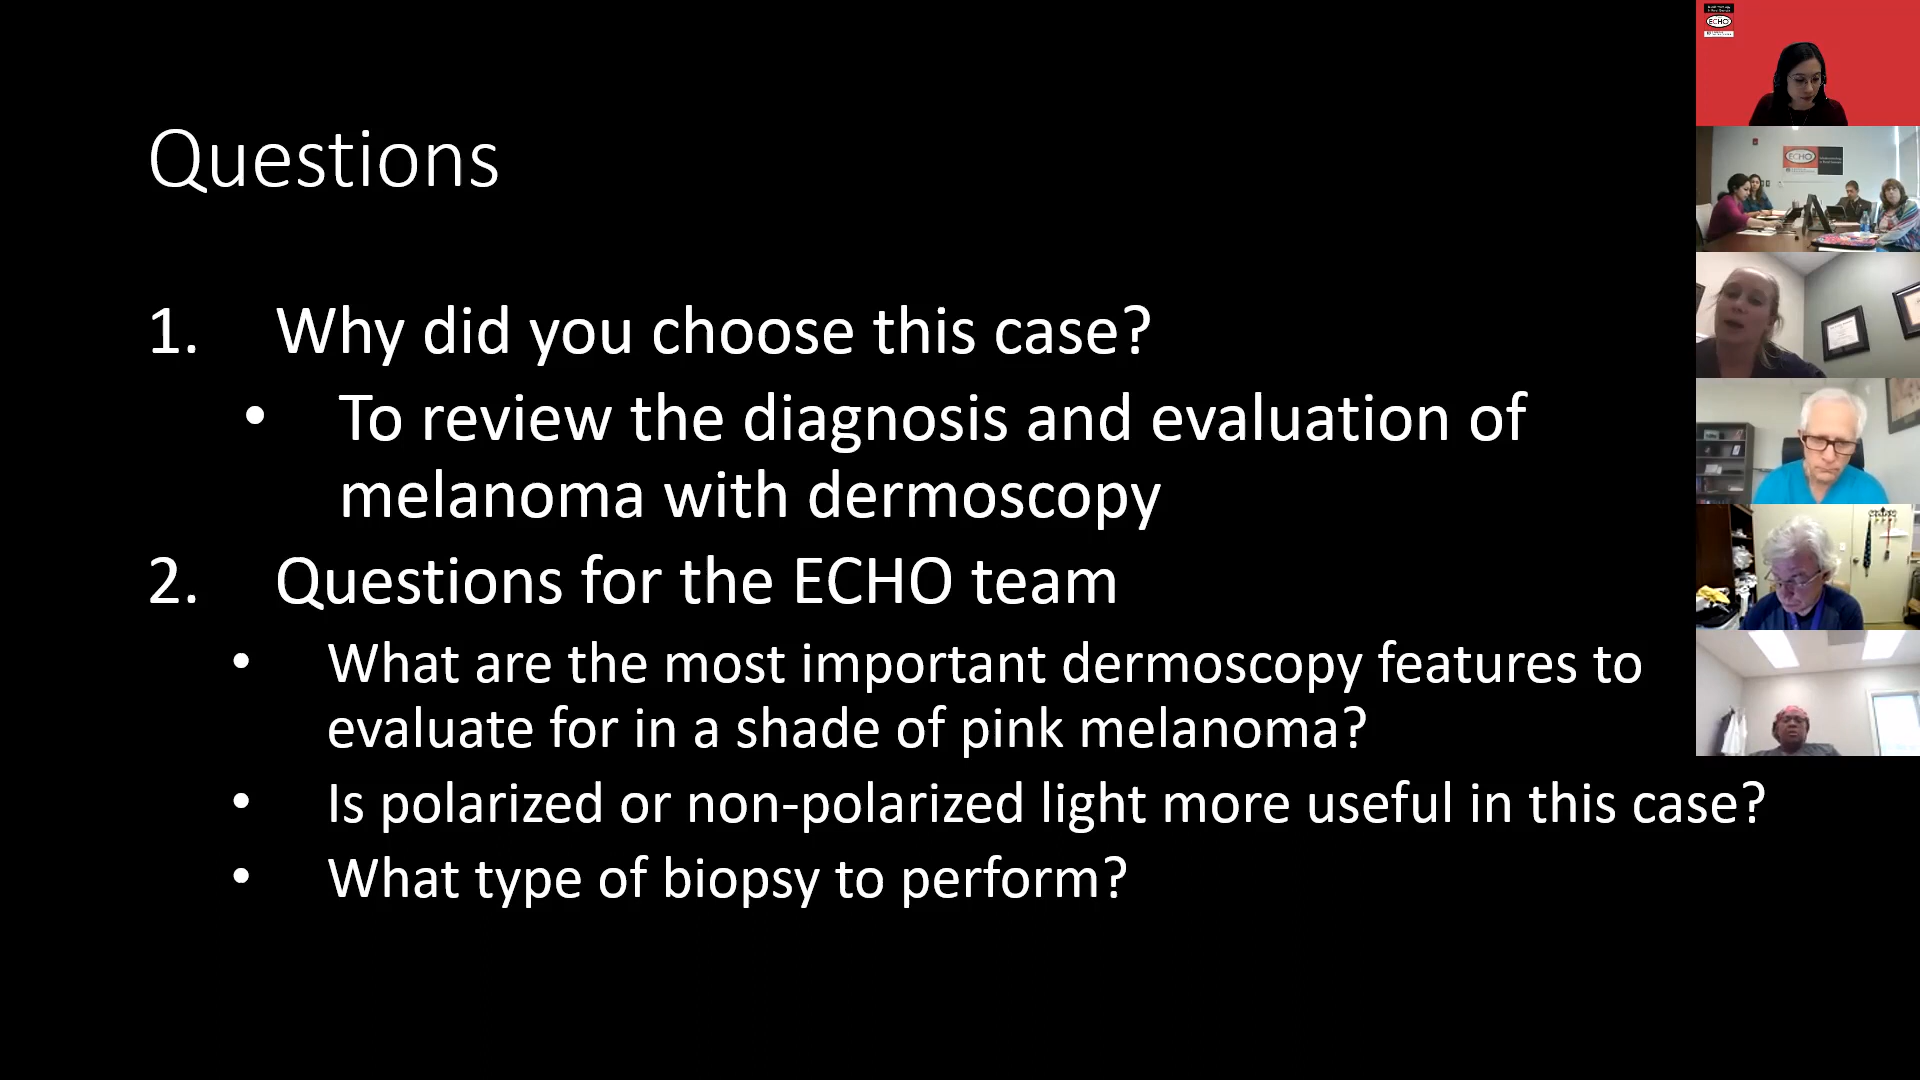 Questions
1. Why did you choose this case?
• To review the diagnosis and evaluation of
melanoma with dermoscopy
2. Questions for the ECHO team
• What are the most important dermoscopy features to
evaluate for in a shade of pink melanoma?
• Is polarized or non-polarized light more useful in this case?
• What type of biopsy to perform?
ECHO
ECHO